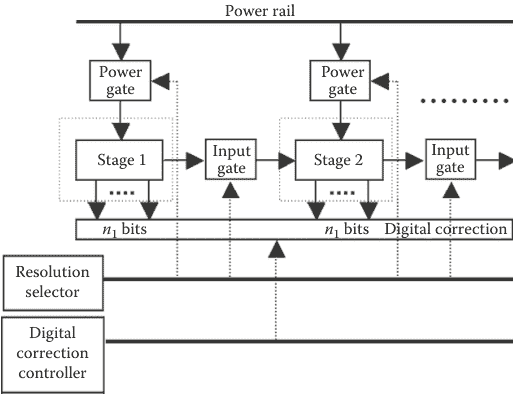 Power rail
Power
gate
Power
gate
Stage 1
Input
gate
Stage 2
Input
gate
n₁ bits
n₁ bits
Digital correction
Resolution
selector
Digital
correction
controller